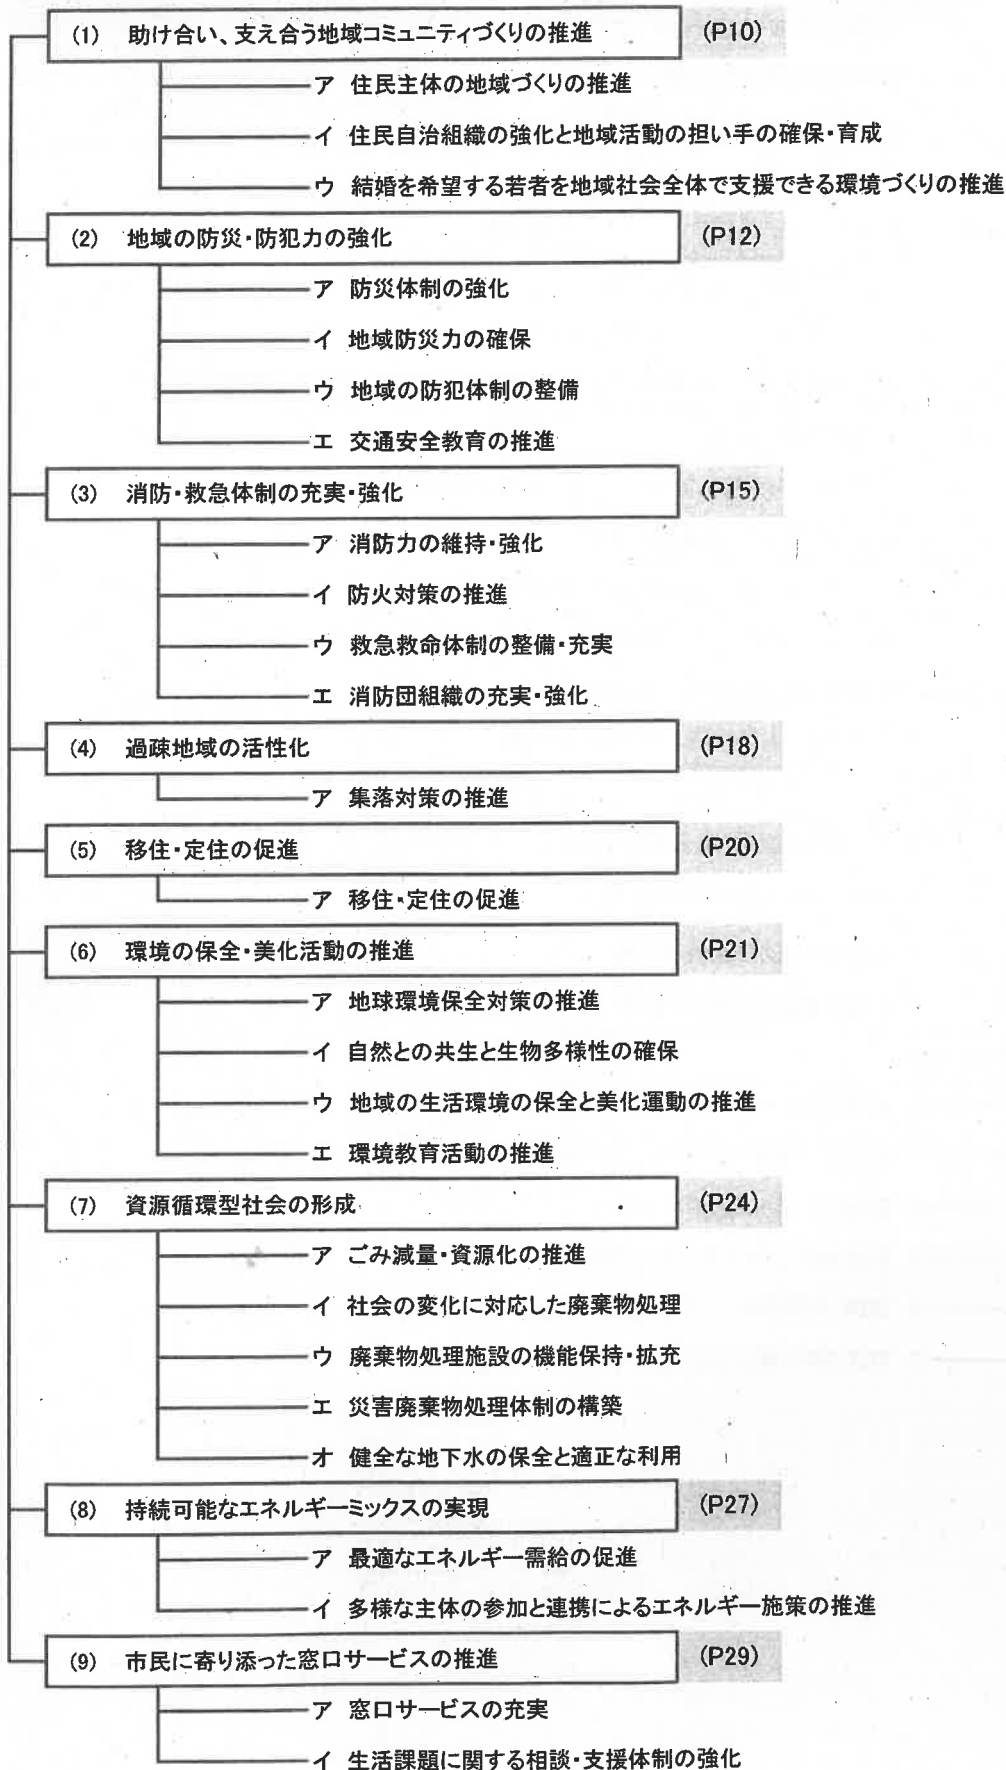 (1) 助け合い、支え合う地域コミュニティづくりの推進 (P10)
ア 住民主体の地域づくりの推進
イ 住民自治組織の強化と地域活動の担い手の確保・育成
ウ 結婚を希望する若者を地域社会全体で支援できる環境づくりの推進
(2) 地域の防災・防犯力の強化 (P12)
ア 防災体制の強化
イ 地域防災力の確保
ウ 地域の防犯体制の整備
エ 交通安全教育の推進
(3) 消防・救急体制の充実・強化 (P15)
ア 消防力の維持・強化
イ 防火対策の推進
ウ 救急救命体制の整備・充実
エ 消防団組織の充実・強化
(4) 過疎地域の活性化 (P18)
ア 集落対策の推進
(5) 移住・定住の促進 (P20)
ア 移住・定住の促進
(6) 環境の保全・美化活動の推進 (P21)
ア 地球環境保全対策の推進
イ 自然との共生と生物多様性の確保
ウ 地域の生活環境の保全と美化運動の推進
エ 環境教育活動の推進
(7) 資源循環型社会の形成 (P24)
ア ごみ減量・資源化の推進
イ 社会の変化に対応した廃棄物処理
ウ 廃棄物処理施設の機能保持・拡充
エ 災害廃棄物処理体制の構築
オ 健全な地下水の保全と適正な利用
(8) 持続可能なエネルギーミックスの実現 (P27)
ア 最適なエネルギー需給の促進
イ 多様な主体の参加と連携によるエネルギー施策の推進
(9) 市民に寄り添った窓口サービスの推進 (P29)
ア 窓口サービスの充実
イ 生活課題に関する相談・支援体制の強化